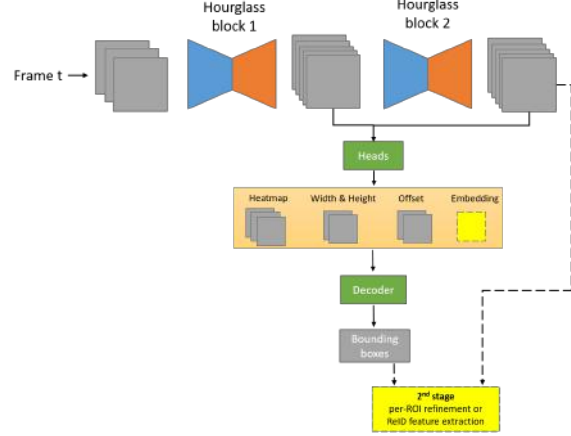 Hourglass
block 1
Hourglass
block 2
Frame t
Heads
Heatmap
Width & Height
Offset
Embedding
Decoder
Bounding
boxes
2nd stage
per-ROI refinement or
ReID feature extraction